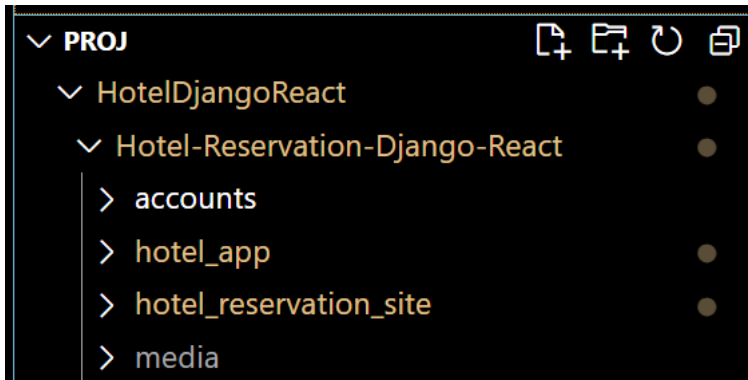 PROJ
HotelDjangoReact
Hotel-Reservation-Django-React
accounts
hotel_app
hotel_reservation_site
media